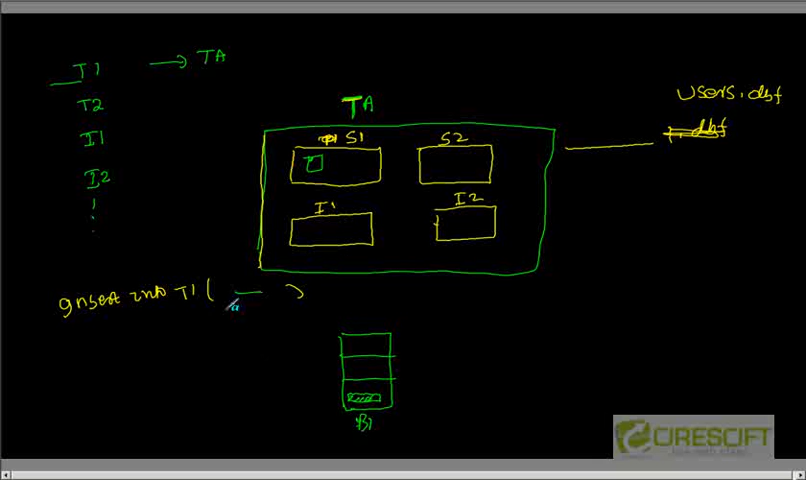 T1 → TA
T2
I1
I2
TA
Users.dbf
S1
S2
I1
I2
Insert into T1 ( — )
B1
CIRESCIFT